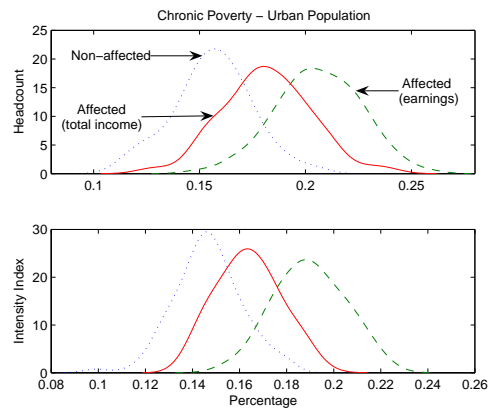 Chronic Poverty − Urban Population
25
20
15
10
5
0
Headcount
Non−affected
Affected
(total income)
Affected
(earnings)
0.1 0.15 0.2 0.25
30
20
10
0
Intensity Index
0.08 0.1 0.12 0.14 0.16 0.18 0.2 0.22 0.24 0.26
Percentage